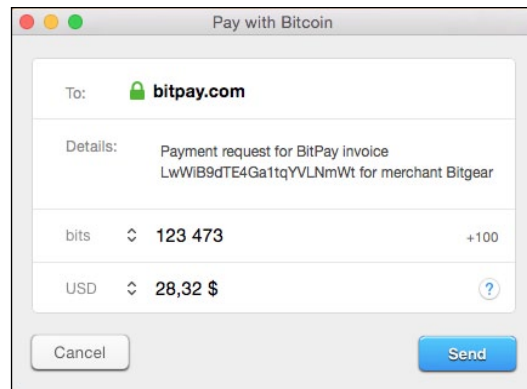 Pay with Bitcoin
To: bitpay.com
Details: Payment request for BitPay invoice
LwWiB9dTE4Ga1tqYVLNmWt for merchant Bitgear
bits 123 473 +100
USD 28,32 $ ?
Cancel Send